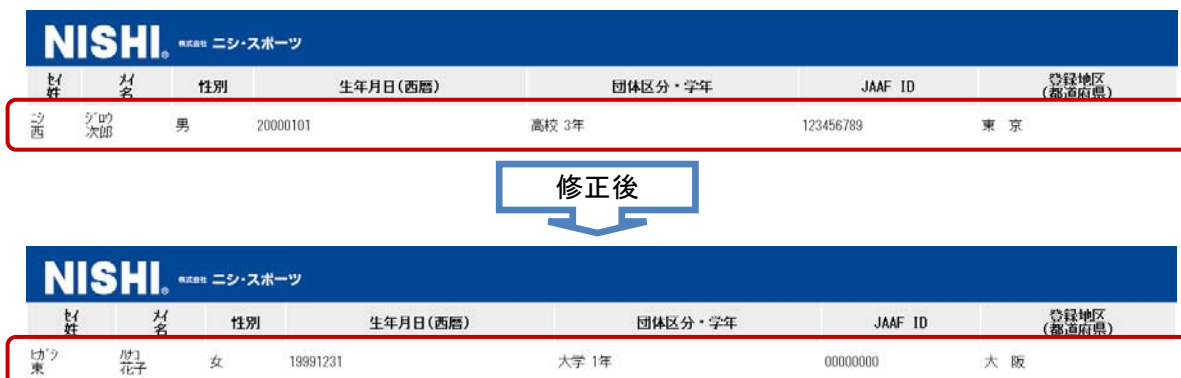 NISHI® 株式会社 ニシ・スポーツ
ｾｲ ﾒｲ
姓 名 性別 生年月日(西暦) 団体区分・学年 JAAF ID 登録地区(都道府県)
ﾆｼ ｼﾞﾛｳ
西 次郎 男 20000101 高校 3年 123456789 東 京
修正後
NISHI® 株式会社 ニシ・スポーツ
ｾｲ ﾒｲ
姓 名 性別 生年月日(西暦) 団体区分・学年 JAAF ID 登録地区(都道府県)
ﾋｶﾞｼ ﾊﾅｺ
東 花子 女 19991231 大学 1年 00000000 大 阪